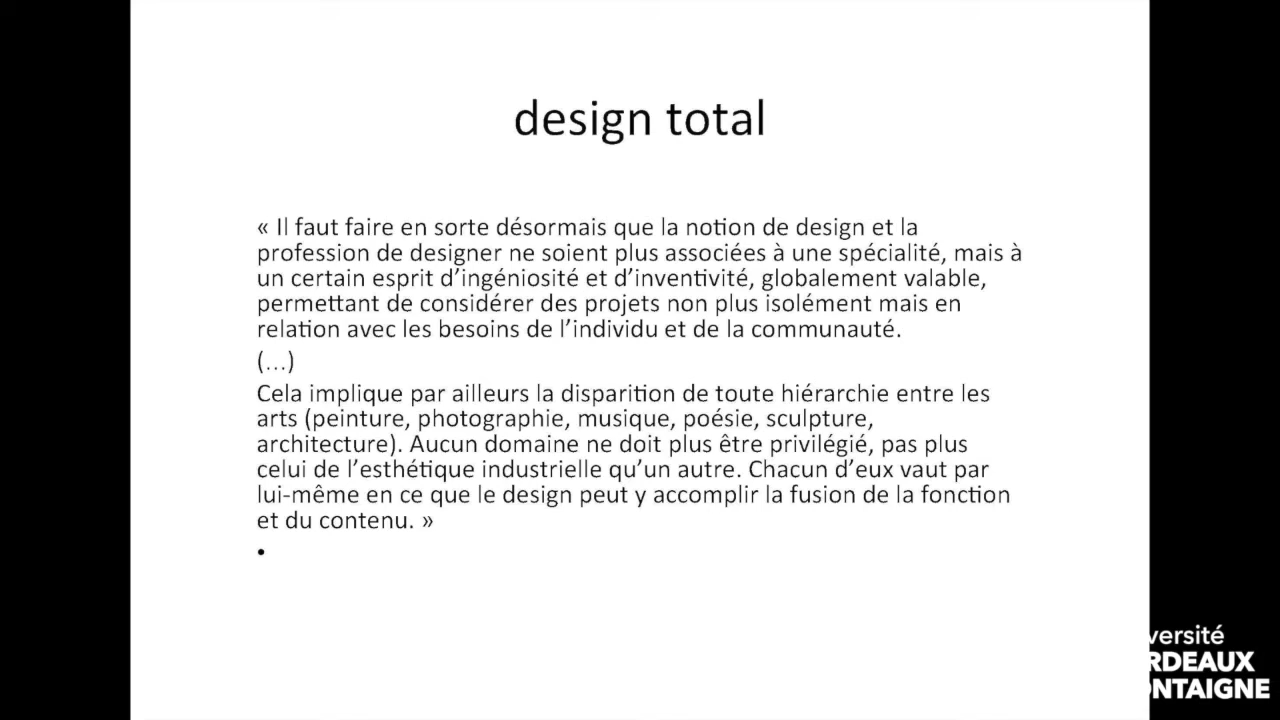 design total
« Il faut faire en sorte désormais que la notion de design et la
profession de designer ne soient plus associées à une spécialité, mais à
un certain esprit d’ingéniosité et d’inventivité, globalement valable,
permettant de considérer des projets non plus isolément mais en
relation avec les besoins de l’individu et de la communauté.
(…)
Cela implique par ailleurs la disparition de toute hiérarchie entre les
arts (peinture, photographie, musique, poésie, sculpture,
architecture). Aucun domaine ne doit plus être privilégié, pas plus
celui de l’esthétique industrielle qu’un autre. Chacun d’eux vaut par
lui-même en ce que le design peut y accomplir la fusion de la fonction
et du contenu. »
•
versité
RDEAUX
NTAIGNE